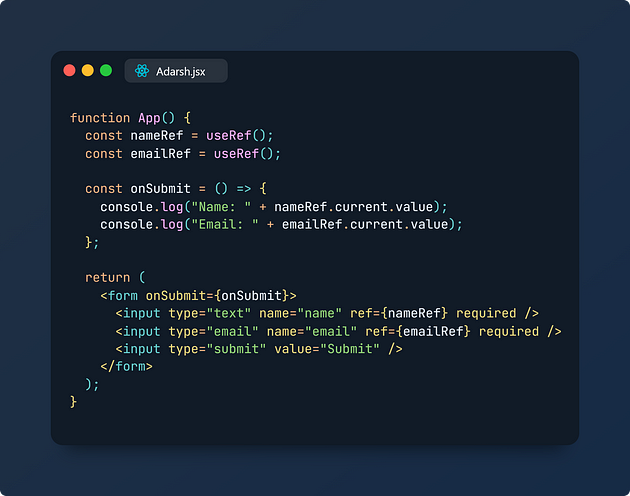 Adarsh.jsx
function App() {
  const nameRef = useRef();
  const emailRef = useRef();

  const onSubmit = () => {
    console.log("Name: " + nameRef.current.value);
    console.log("Email: " + emailRef.current.value);
  };

  return (
    <form onSubmit={onSubmit}>
      <input type="text" name="name" ref={nameRef} required />
      <input type="email" name="email" ref={emailRef} required />
      <input type="submit" value="Submit" />
    </form>
  );
}